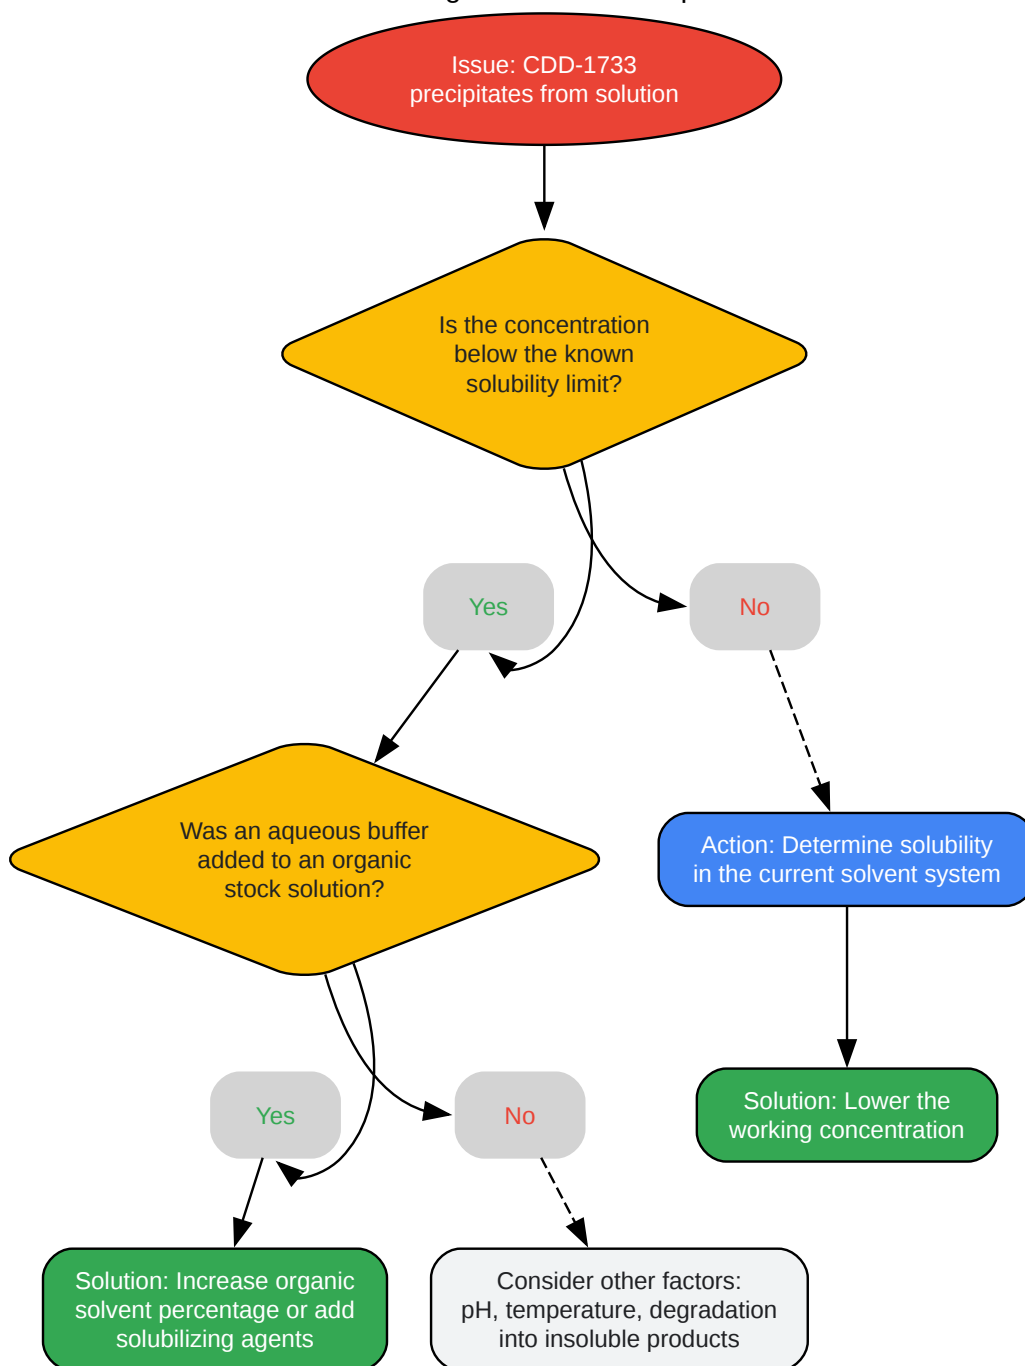 Issue: CDD-1733
precipitates from solution
Is the concentration
below the known
solubility limit?
Yes
No
Was an aqueous buffer
added to an organic
stock solution?
Action: Determine solubility
in the current solvent system
Yes
No
Solution: Lower the
working concentration
Solution: Increase organic
solvent percentage or add
solubilizing agents
Consider other factors:
pH, temperature, degradation
into insoluble products